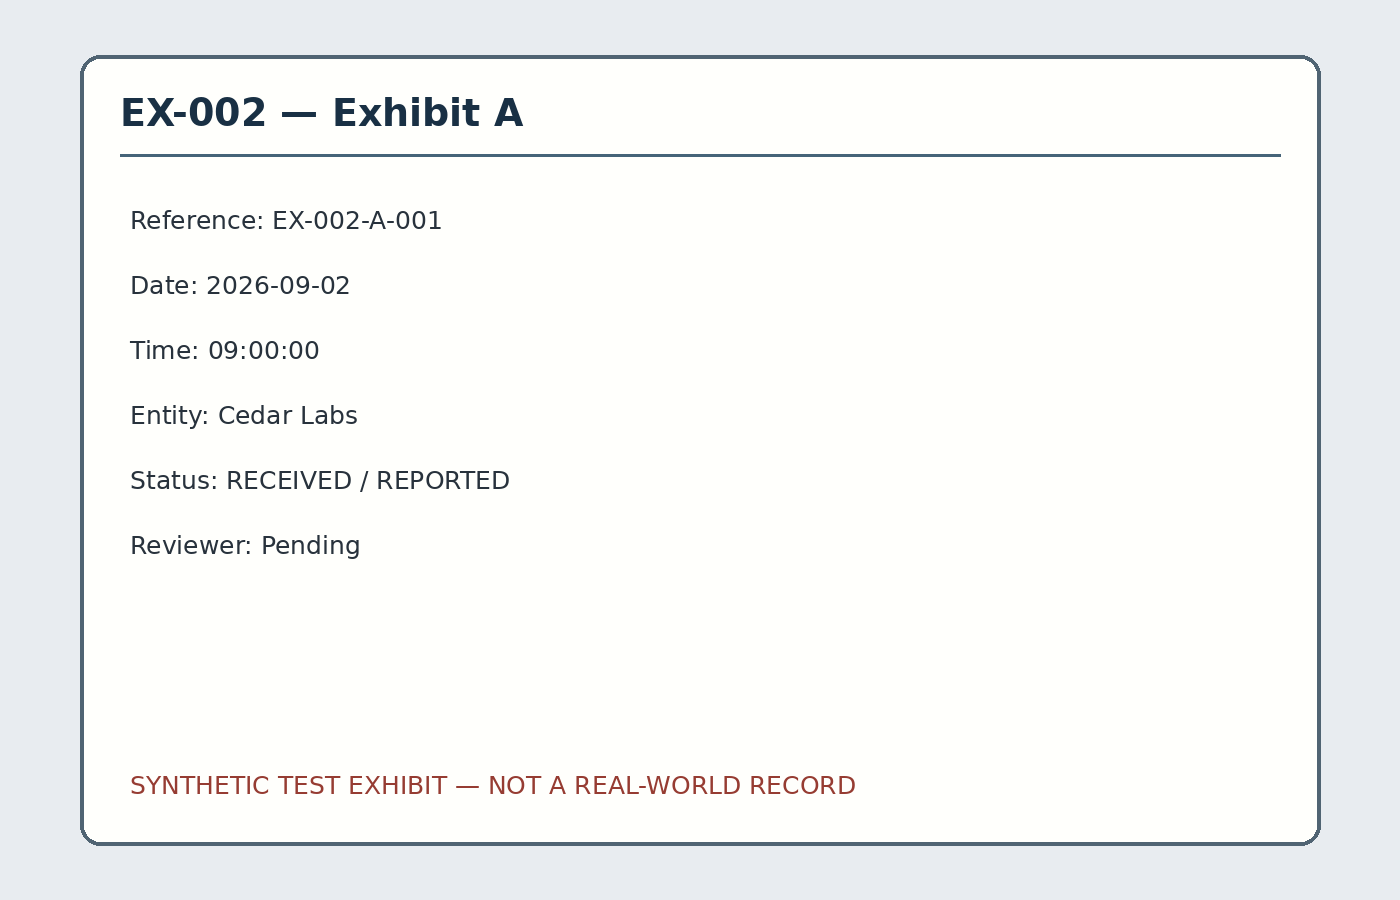 EX-002 — Exhibit A
Reference: EX-002-A-001
Date: 2026-09-02
Time: 09:00:00
Entity: Cedar Labs
Status: RECEIVED / REPORTED
Reviewer: Pending
SYNTHETIC TEST EXHIBIT — NOT A REAL-WORLD RECORD